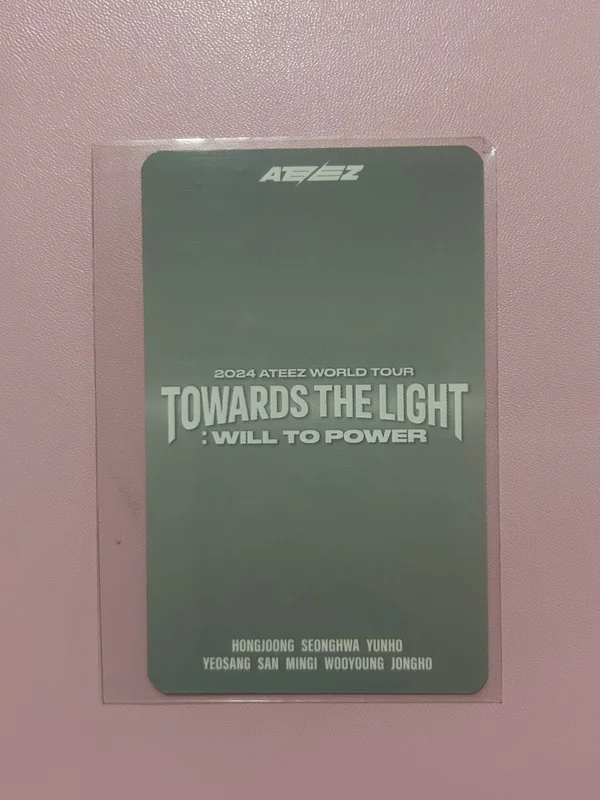 ATEEZ
2024 ATEEZ WORLD TOUR
TOWARDS THE LIGHT
: WILL TO POWER
HONGJOONG SEONGHWA YUNHO
YEOSANG SAN MINGI WOOYOUNG JONGHO